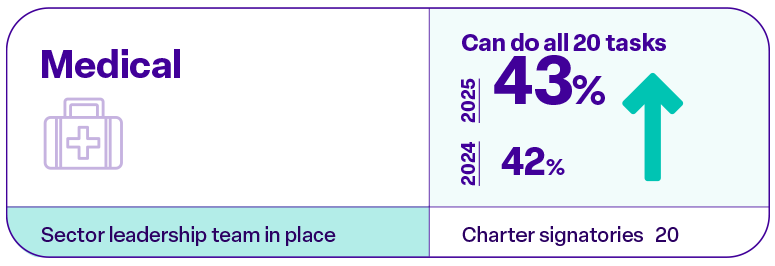 Medical
Can do all 20 tasks
2025 43%
2024 42%
Sector leadership team in place
Charter signatories 20